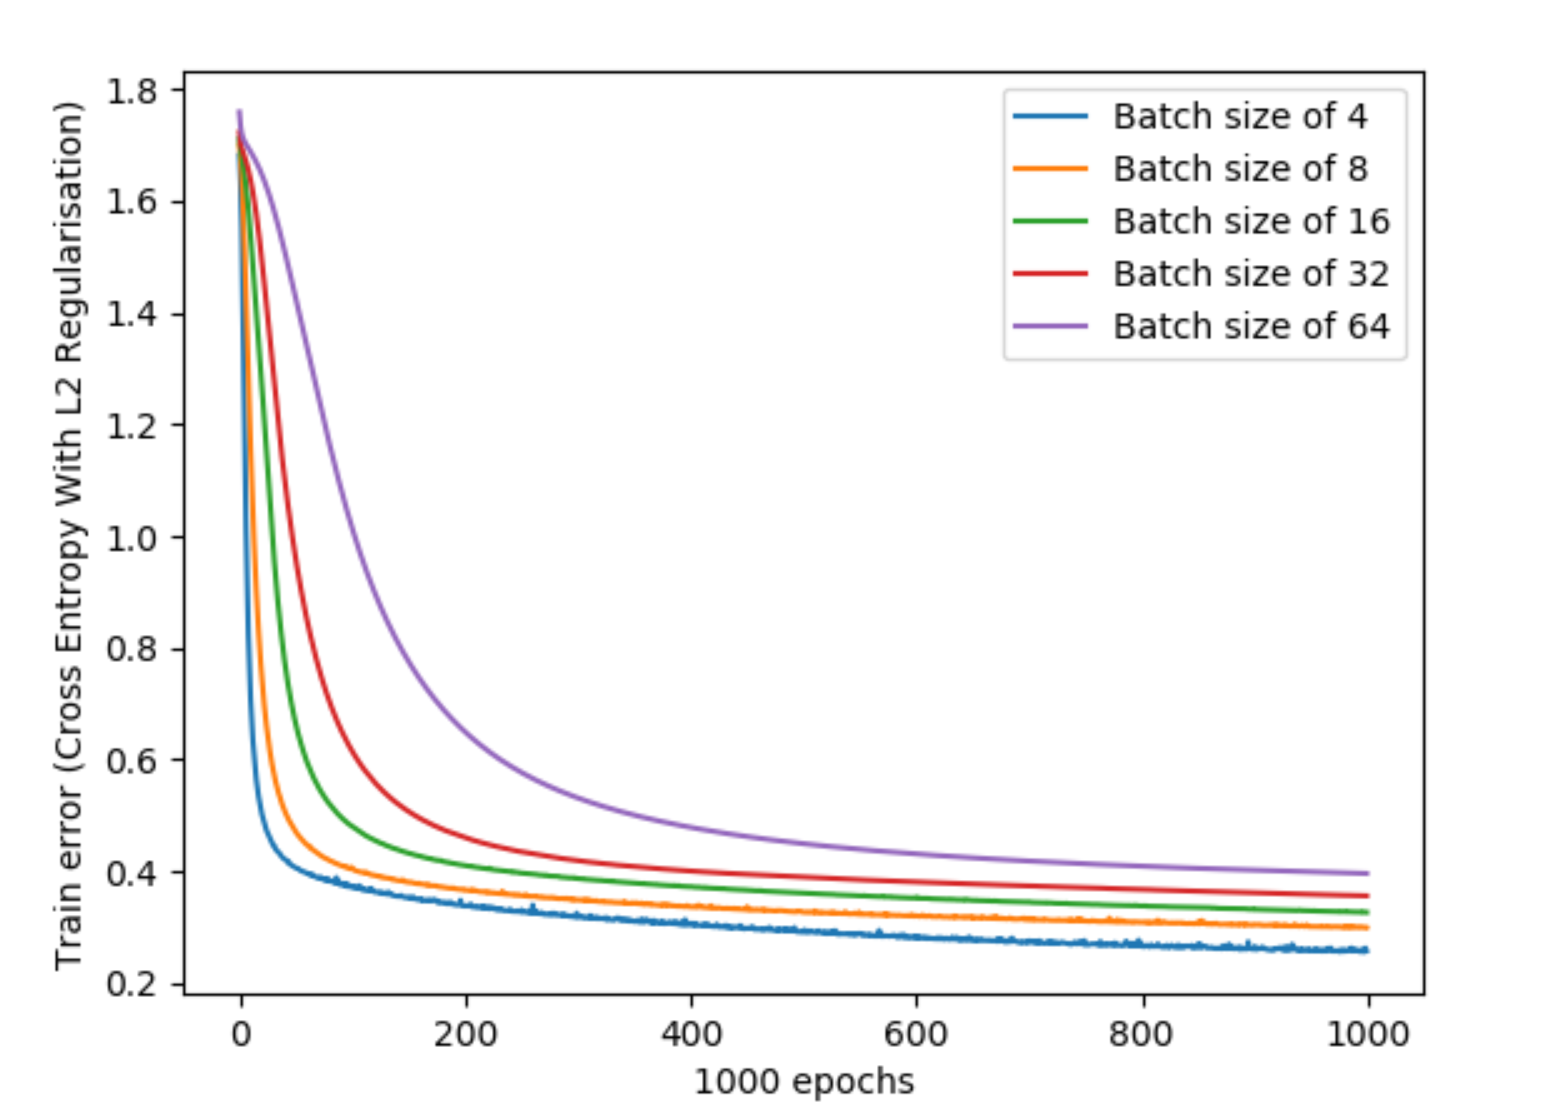 Train error (Cross Entropy With L2 Regularisation)
1.8
1.6
1.4
1.2
1.0
0.8
0.6
0.4
0.2
Batch size of 4
Batch size of 8
Batch size of 16
Batch size of 32
Batch size of 64
0 200 400 600 800 1000
1000 epochs